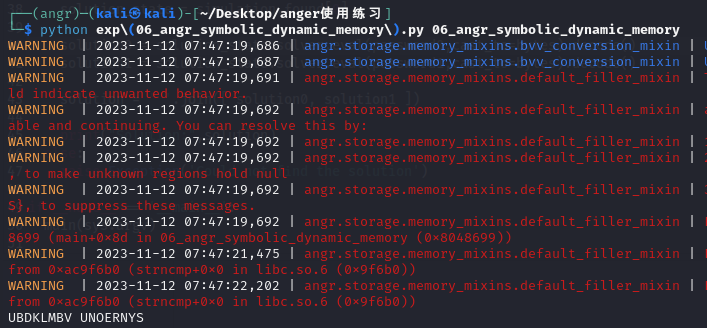 ┌──(angr)-(kali㉿kali)-[~/Desktop/anger使用练习]
└─$ python exp\(06_angr_symbolic_dynamic_memory\).py 06_angr_symbolic_dynamic_memory
WARNING | 2023-11-12 07:47:19,686 | angr.storage.memory_mixins.bvv_conversion_mixin |
WARNING | 2023-11-12 07:47:19,687 | angr.storage.memory_mixins.bvv_conversion_mixin |
WARNING | 2023-11-12 07:47:19,691 | angr.storage.memory_mixins.default_filler_mixin |
ld indicate unwanted behavior.
WARNING | 2023-11-12 07:47:19,692 | angr.storage.memory_mixins.default_filler_mixin |
able and continuing. You can resolve this by:
WARNING | 2023-11-12 07:47:19,692 | angr.storage.memory_mixins.default_filler_mixin |
WARNING | 2023-11-12 07:47:19,692 | angr.storage.memory_mixins.default_filler_mixin |
, to make unknown regions hold null
WARNING | 2023-11-12 07:47:19,692 | angr.storage.memory_mixins.default_filler_mixin |
S}, to suppress these messages.
WARNING | 2023-11-12 07:47:19,692 | angr.storage.memory_mixins.default_filler_mixin |
8699 (main+0×8d in 06_angr_symbolic_dynamic_memory (0×8048699))
WARNING | 2023-11-12 07:47:21,475 | angr.storage.memory_mixins.default_filler_mixin |
from 0×ac9f6b0 (strncmp+0×0 in libc.so.6 (0×9f6b0))
WARNING | 2023-11-12 07:47:22,202 | angr.storage.memory_mixins.default_filler_mixin |
from 0×ac9f6b0 (strncmp+0×0 in libc.so.6 (0×9f6b0))
UBDKLMBV UNOERNYS